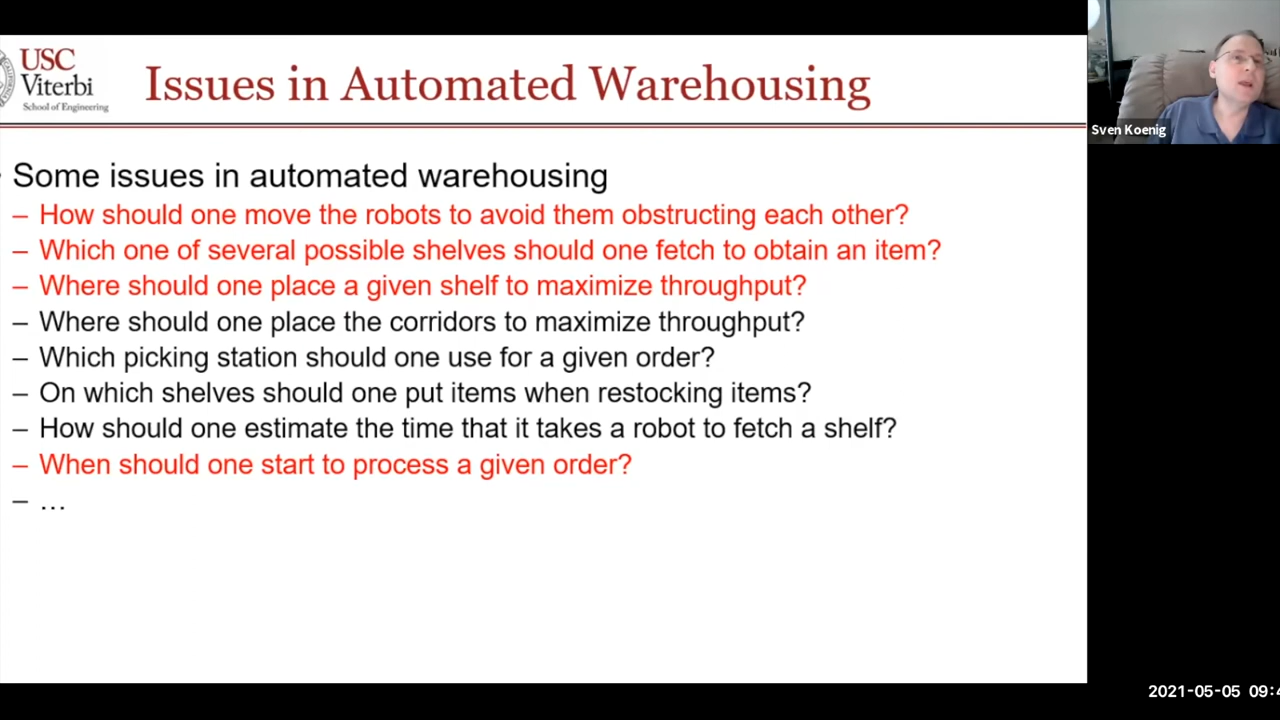 USC
Viterbi
School of Engineering
Issues in Automated Warehousing
Sven Koenig
Some issues in automated warehousing
– How should one move the robots to avoid them obstructing each other?
– Which one of several possible shelves should one fetch to obtain an item?
– Where should one place a given shelf to maximize throughput?
– Where should one place the corridors to maximize throughput?
– Which picking station should one use for a given order?
– On which shelves should one put items when restocking items?
– How should one estimate the time that it takes a robot to fetch a shelf?
– When should one start to process a given order?
– …
2021-05-05 09:4